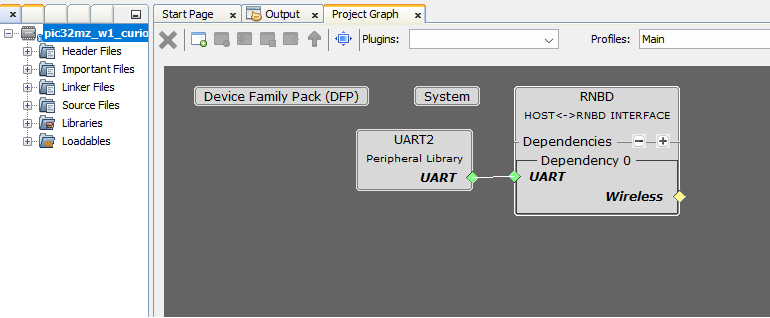 Start Page
Output
Project Graph
pic32mz_w1_curio
Header Files
Important Files
Linker Files
Source Files
Libraries
Loadables
Plugins:
Profiles:
Main
Device Family Pack (DFP)
System
RNBD
HOST<->RNBD INTERFACE
Dependencies
Dependency 0
UART
Wireless
UART2
Peripheral Library
UART